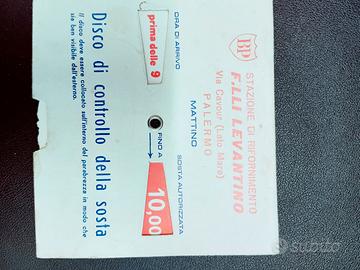 BP
STAZIONE DI RIFORNIMENTO
F.LLI LEVANTINO
Via Cavour (Lato Mare)
PALERMO
MATTINO
ORA DI ARRIVO
prima delle 9
FINO A
SOSTA AUTORIZZATA
10,00
Disco di controllo della sosta
Il disco deve essere collocato sull'interno del parabrezza in modo che
sia ben visibile dall'esterno.
subito